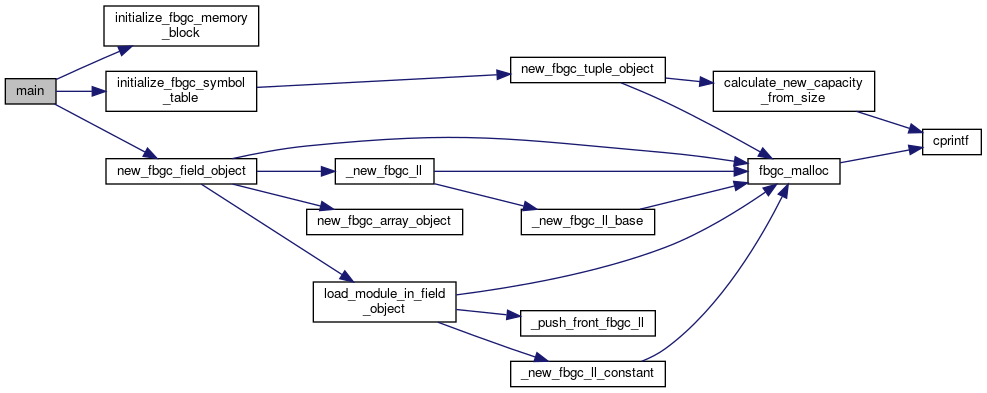 main
initialize_fbgc_memory
_block
initialize_fbgc_symbol
_table
new_fbgc_field_object
new_fbgc_tuple_object
_new_fbgc_ll
new_fbgc_array_object
load_module_in_field
_object
_new_fbgc_ll_base
_push_front_fbgc_ll
_new_fbgc_ll_constant
calculate_new_capacity
_from_size
fbgc_malloc
cprintf